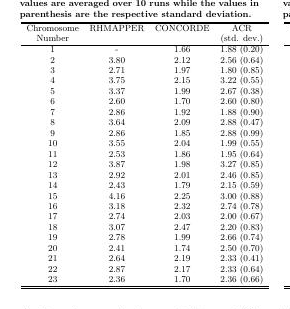 values are averaged over 10 runs while the values in
parenthesis are the respective standard deviation.
Chromosome RHMAPPER CONCORDE ACR
Number (std. dev.)
1 - 1.66 1.88 (0.20)
2 3.80 2.12 2.56 (0.64)
3 2.71 1.97 1.80 (0.85)
4 3.75 2.15 3.22 (0.55)
5 3.37 1.99 2.67 (0.38)
6 2.60 1.70 2.60 (0.80)
7 2.86 1.92 1.88 (0.90)
8 3.64 2.09 2.88 (0.47)
9 2.86 1.85 2.88 (0.99)
10 3.55 2.04 1.99 (0.55)
11 2.53 1.86 1.95 (0.64)
12 3.87 1.98 3.27 (0.85)
13 2.92 2.01 2.46 (0.85)
14 2.43 1.79 2.15 (0.59)
15 4.16 2.25 3.00 (0.88)
16 3.18 2.32 2.74 (0.78)
17 2.74 2.03 2.00 (0.67)
18 3.07 2.47 2.20 (0.83)
19 2.78 1.99 2.66 (0.74)
20 2.41 1.74 2.50 (0.70)
21 2.64 2.19 2.33 (0.41)
22 2.87 2.17 2.33 (0.64)
23 2.36 1.70 2.36 (0.66)